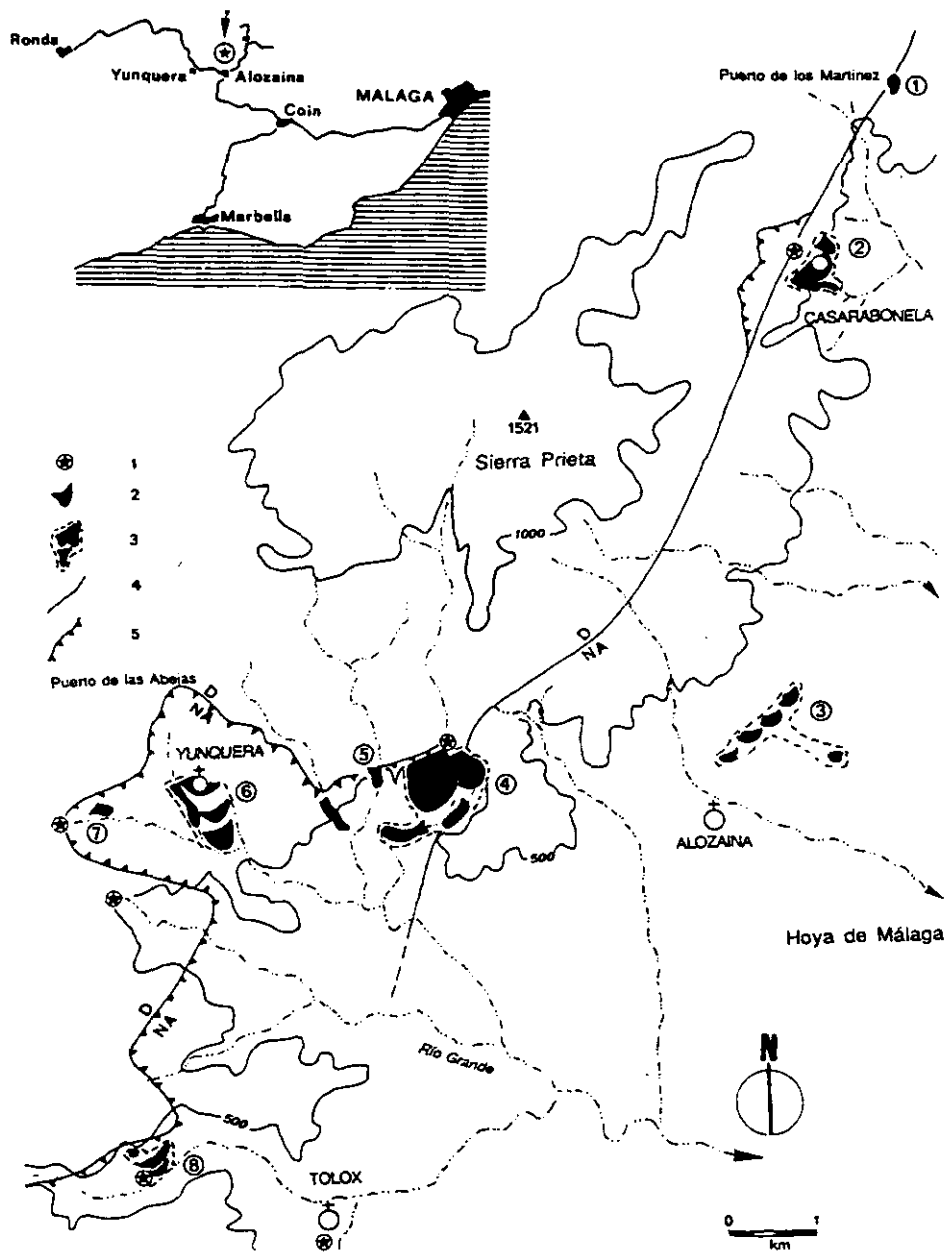 Ronda
Yunquera
Alozaina
MALAGA
Coin
Marbella
Puerto de los Martinez
①
②
CASARABONELA
1521
Sierra Prieta
1000
1
2
3
4
5
Puerto de las Abejas
D
NA
D
NA
YUNQUERA
⑤
④
③
⑥
⑦
ALOZAINA
500
Hoya de Málaga
D
NA
Río Grande
N
500
⑧
TOLOX
0 1
km